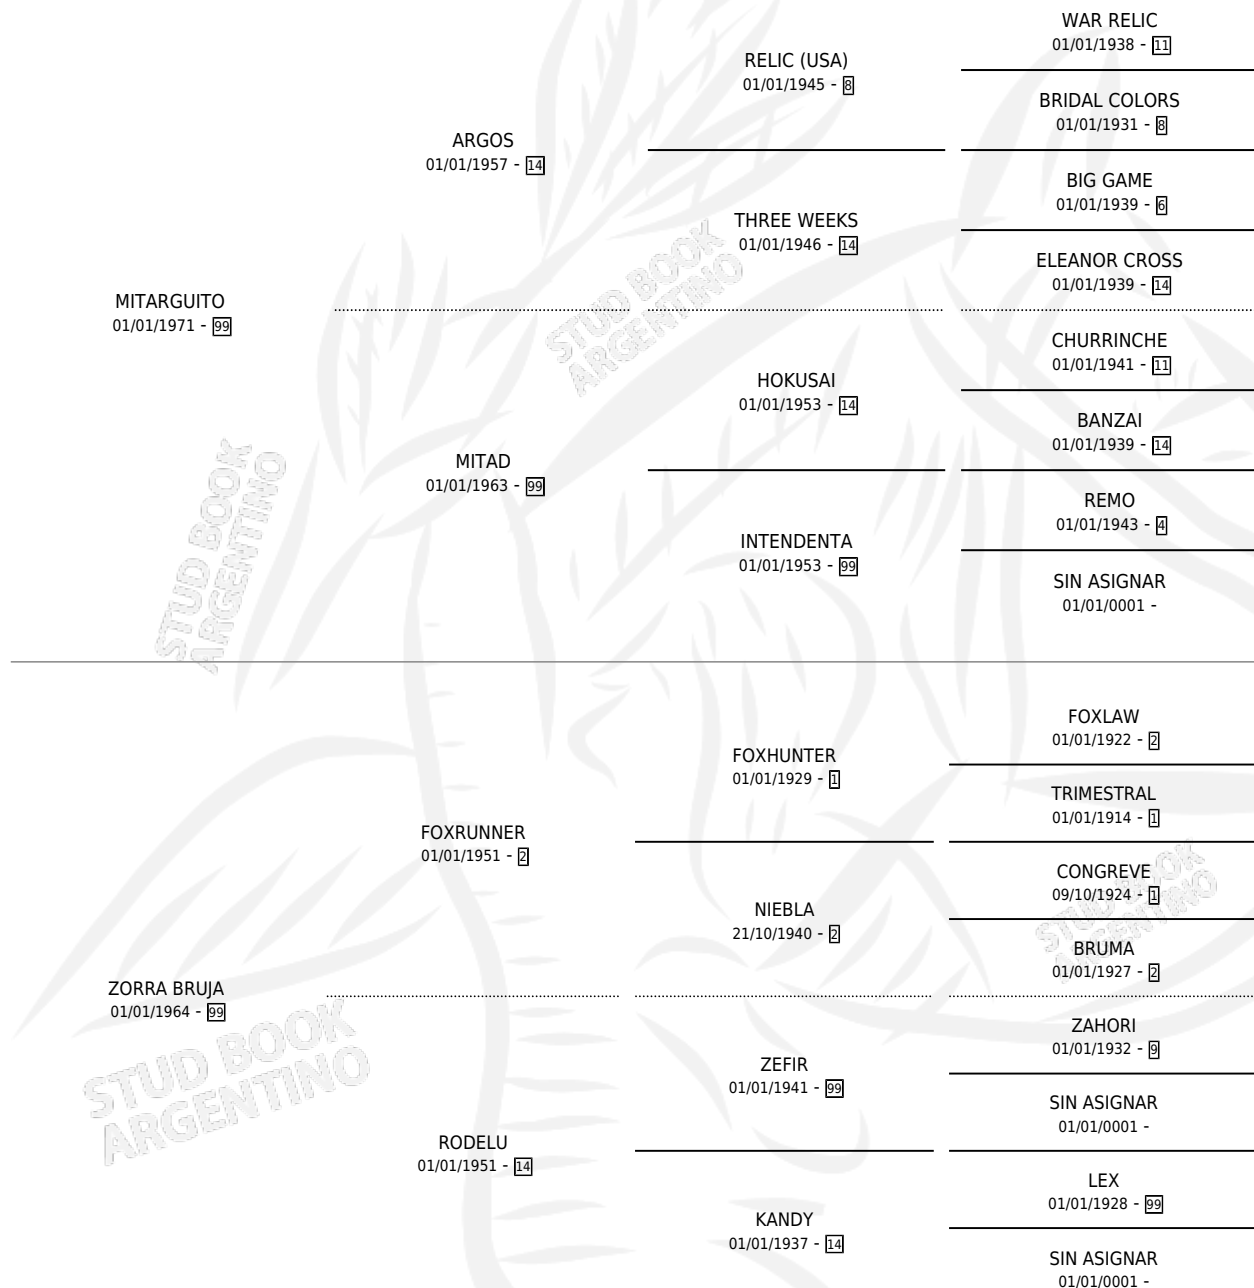 WAR RELIC
01/01/1938 - 11
RELIC (USA)
01/01/1945 - 8
BRIDAL COLORS
01/01/1931 - 8
ARGOS
01/01/1957 - 14
BIG GAME
01/01/1939 - 6
THREE WEEKS
01/01/1946 - 14
ELEANOR CROSS
01/01/1939 - 14
MITARGUITO
01/01/1971 - 99
CHURRINCHE
01/01/1941 - 11
HOKUSAI
01/01/1953 - 14
BANZAI
01/01/1939 - 14
MITAD
01/01/1963 - 99
REMO
01/01/1943 - 4
INTENDENTA
01/01/1953 - 99
SIN ASIGNAR
01/01/0001 -
FOXLAW
01/01/1922 - 2
FOXHUNTER
01/01/1929 - 1
TRIMESTRAL
01/01/1914 - 1
FOXRUNNER
01/01/1951 - 2
CONGREVE
09/10/1924 - 1
NIEBLA
21/10/1940 - 2
BRUMA
01/01/1927 - 2
ZORRA BRUJA
01/01/1964 - 99
ZAHORI
01/01/1932 - 9
ZEFIR
01/01/1941 - 99
SIN ASIGNAR
01/01/0001 -
RODELU
01/01/1951 - 14
LEX
01/01/1928 - 99
KANDY
01/01/1937 - 14
SIN ASIGNAR
01/01/0001 -
STUD BOOK
ARGENTINO
STUD BOOK
ARGENTINO
STUD BOOK
ARGENTINO
STUD BOOK
ARGENTINO